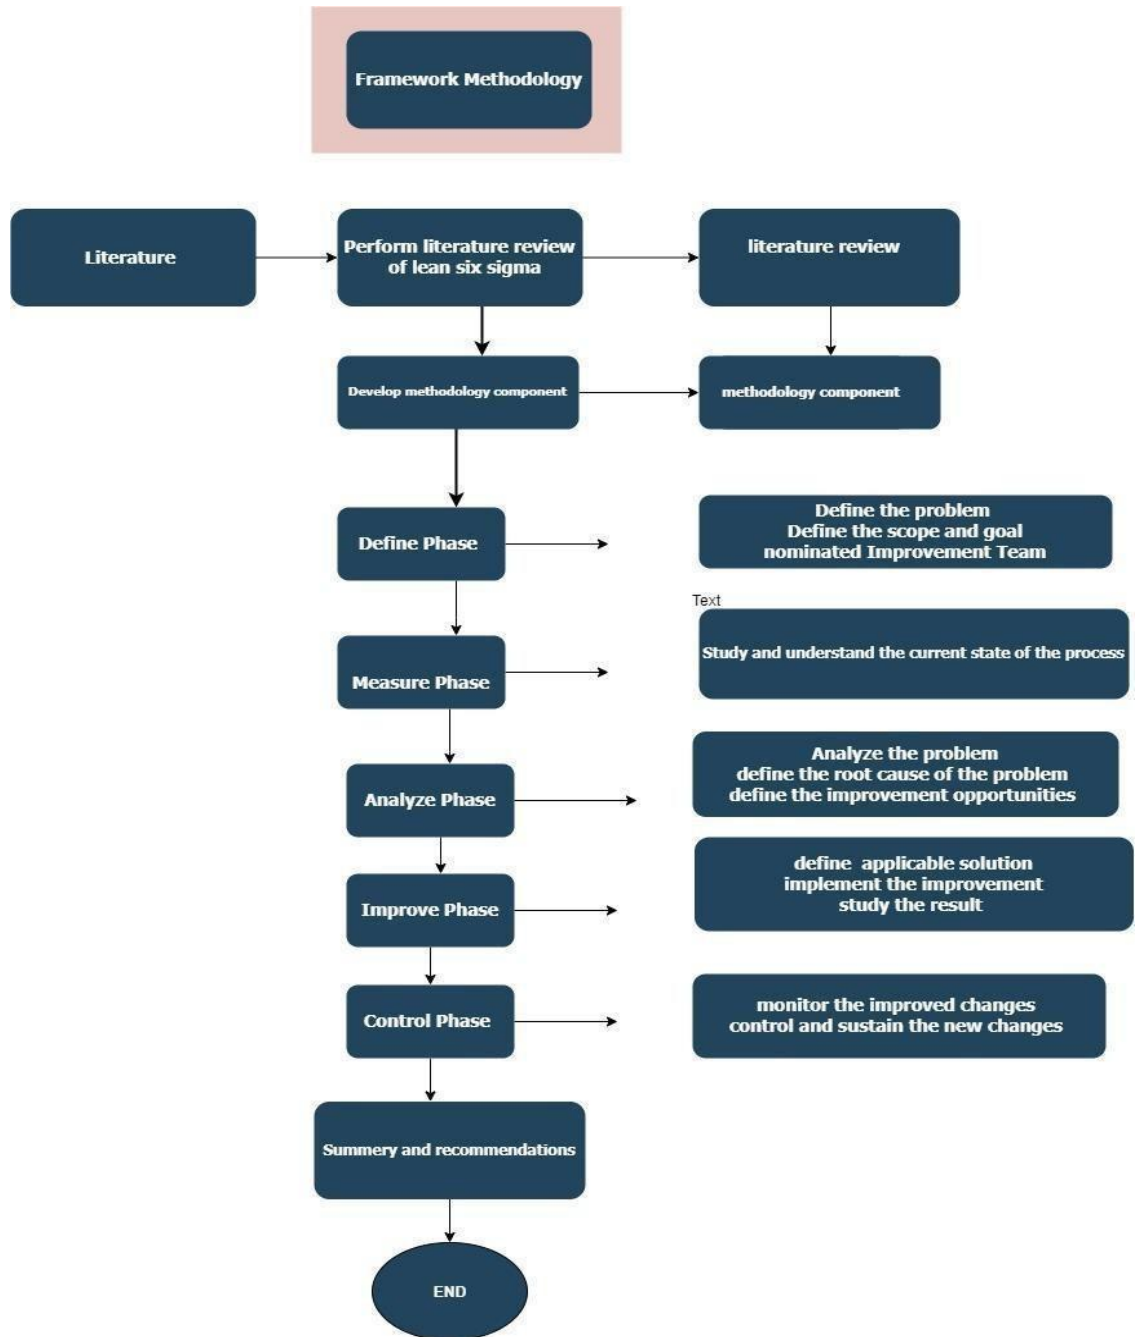 Framework Methodology
Literature
Perform literature review
of lean six sigma
literature review
Develop methodology component
methodology component
Define Phase
Define the problem
Define the scope and goal
nominated Improvement Team
Text
Measure Phase
Study and understand the current state of the process
Analyze Phase
Analyze the problem
define the root cause of the problem
define the improvement opportunities
Improve Phase
define applicable solution
implement the improvement
study the result
Control Phase
monitor the improved changes
control and sustain the new changes
Summery and recommendations
END